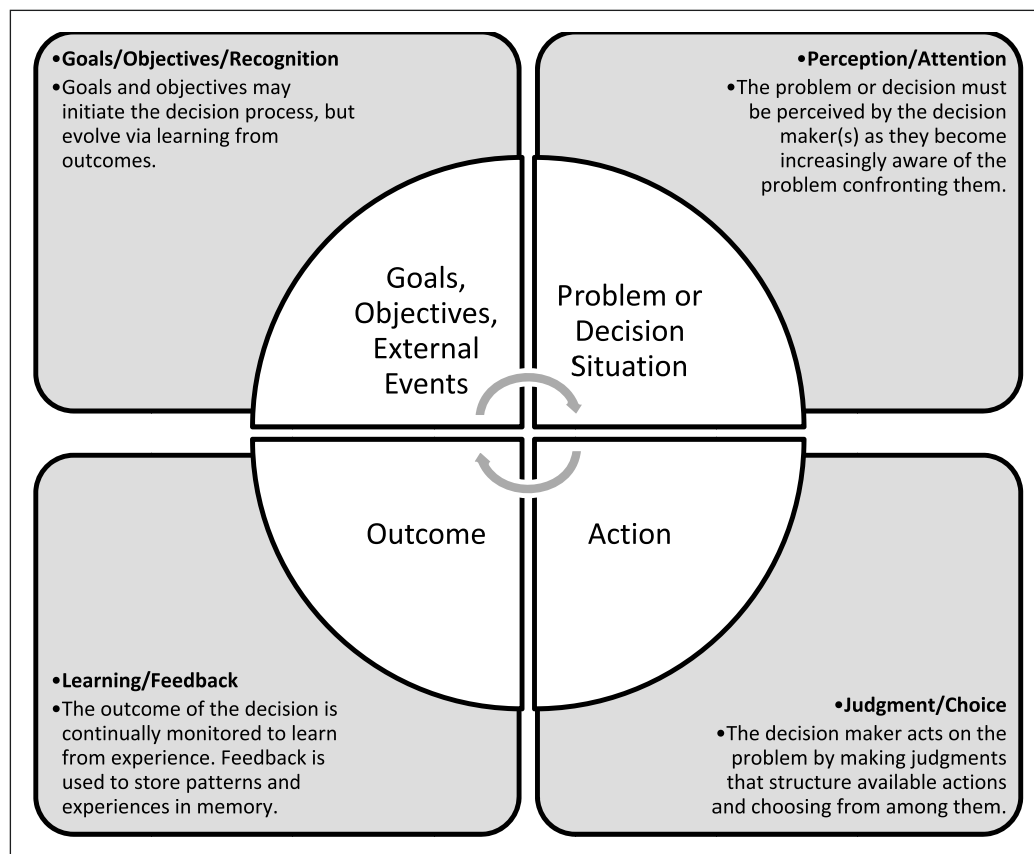 •Goals/Objectives/Recognition
•Goals and objectives may
initiate the decision process, but
evolve via learning from
outcomes.
•Perception/Attention
•The problem or decision must
be perceived by the decision
maker(s) as they become
increasingly aware of the
problem confronting them.
Goals,
Objectives,
External
Events
Problem or
Decision
Situation
Outcome
Action
•Learning/Feedback
•The outcome of the decision is
continually monitored to learn
from experience. Feedback is
used to store patterns and
experiences in memory.
•Judgment/Choice
•The decision maker acts on the
problem by making judgments
that structure available actions
and choosing from among them.